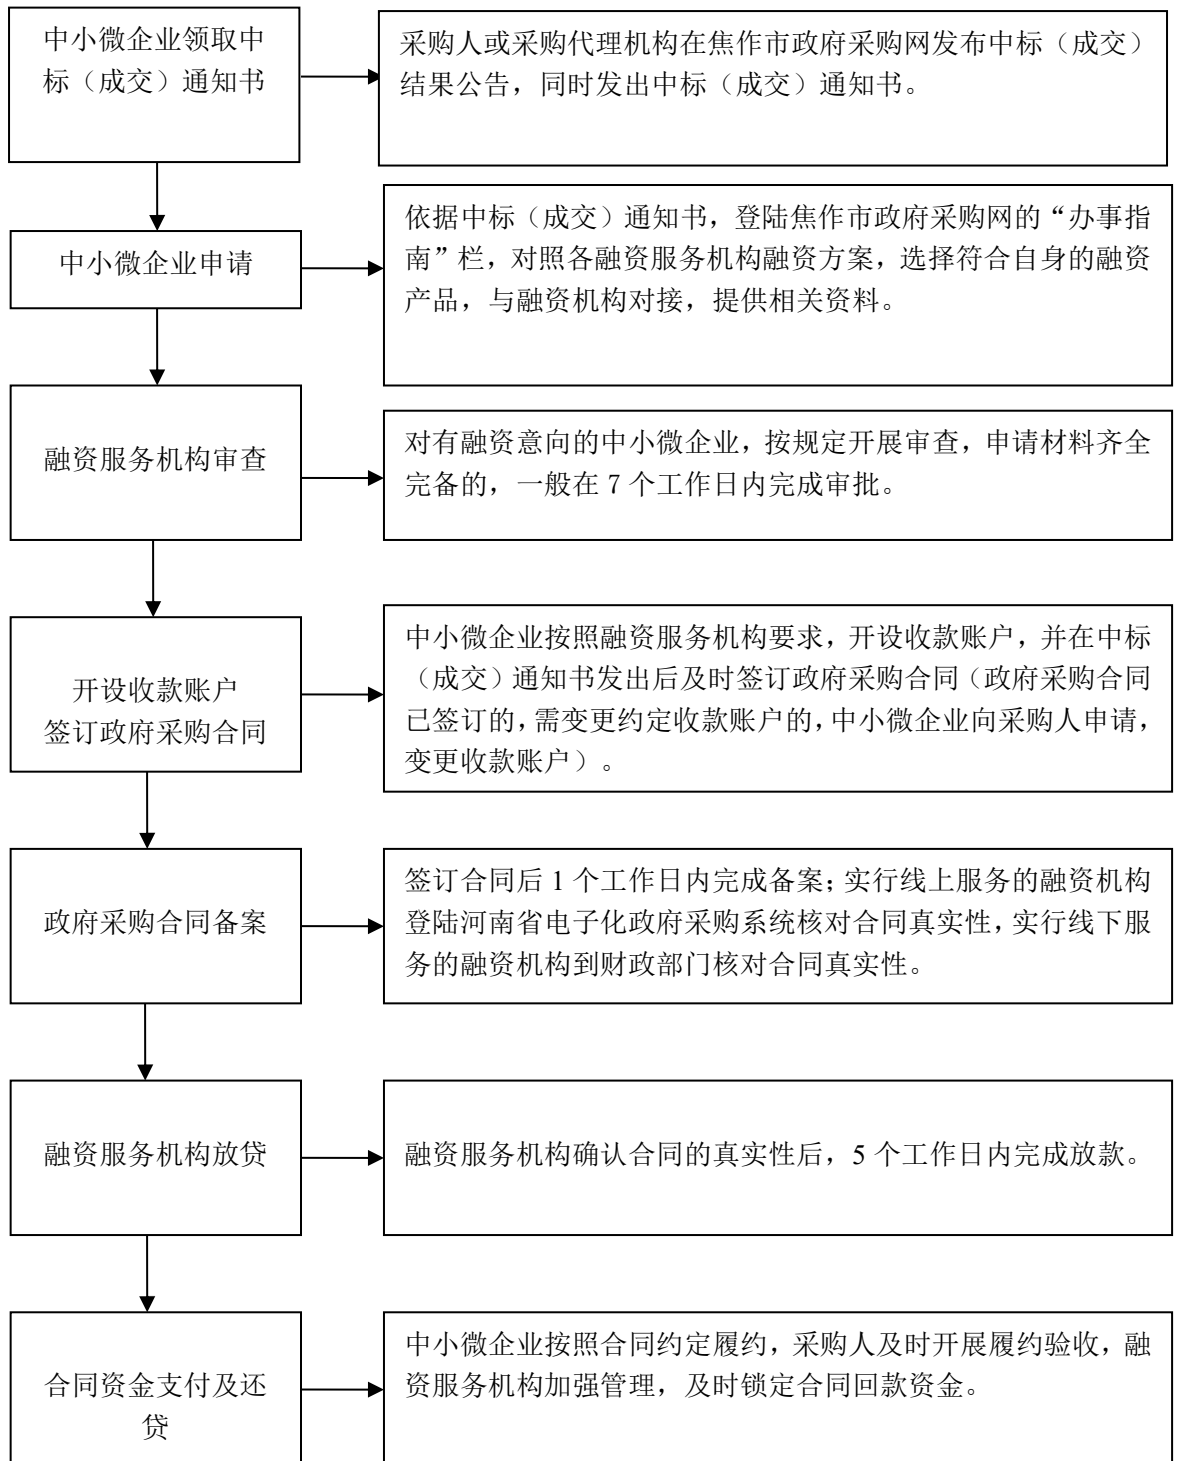 中小微企业领取中
标（成交）通知书
采购人或采购代理机构在焦作市政府采购网发布中标（成交）
结果公告，同时发出中标（成交）通知书。
中小微企业申请
依据中标（成交）通知书，登陆焦作市政府采购网的“办事指
南”栏，对照各融资服务机构融资方案，选择符合自身的融资
产品，与融资机构对接，提供相关资料。
融资服务机构审查
对有融资意向的中小微企业，按规定开展审查，申请材料齐全
完备的，一般在 7 个工作日内完成审批。
开设收款账户
签订政府采购合同
中小微企业按照融资服务机构要求，开设收款账户，并在中标
（成交）通知书发出后及时签订政府采购合同（政府采购合同
已签订的，需变更约定收款账户的，中小微企业向采购人申请，
变更收款账户）。
政府采购合同备案
签订合同后 1 个工作日内完成备案；实行线上服务的融资机构
登陆河南省电子化政府采购系统核对合同真实性，实行线下服
务的融资机构到财政部门核对合同真实性。
融资服务机构放贷
融资服务机构确认合同的真实性后，5 个工作日内完成放款。
合同资金支付及还
贷
中小微企业按照合同约定履约，采购人及时开展履约验收，融
资服务机构加强管理，及时锁定合同回款资金。